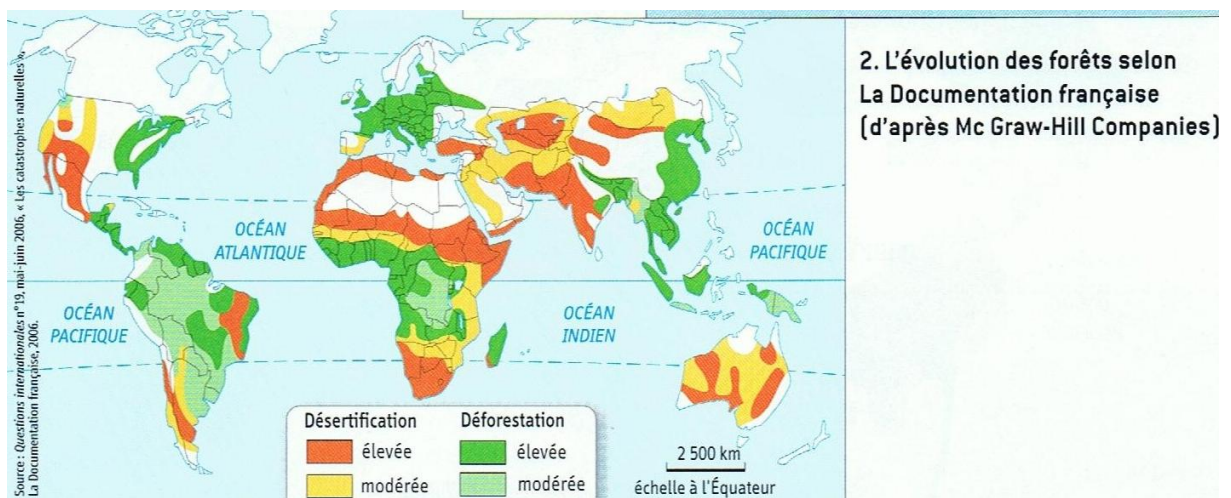 2. L'évolution des forêts selon
La Documentation française
(d'après Mc Graw-Hill Companies)
Source : Questions internationales n°19, mai-juin 2006, « Les catastrophes naturelles »,
La Documentation française, 2006.
OCÉAN
ATLANTIQUE
OCÉAN
PACIFIQUE
OCÉAN
PACIFIQUE
OCÉAN
INDIEN
Désertification
élevée
modérée
Déforestation
élevée
modérée
2 500 km
échelle à l'Équateur